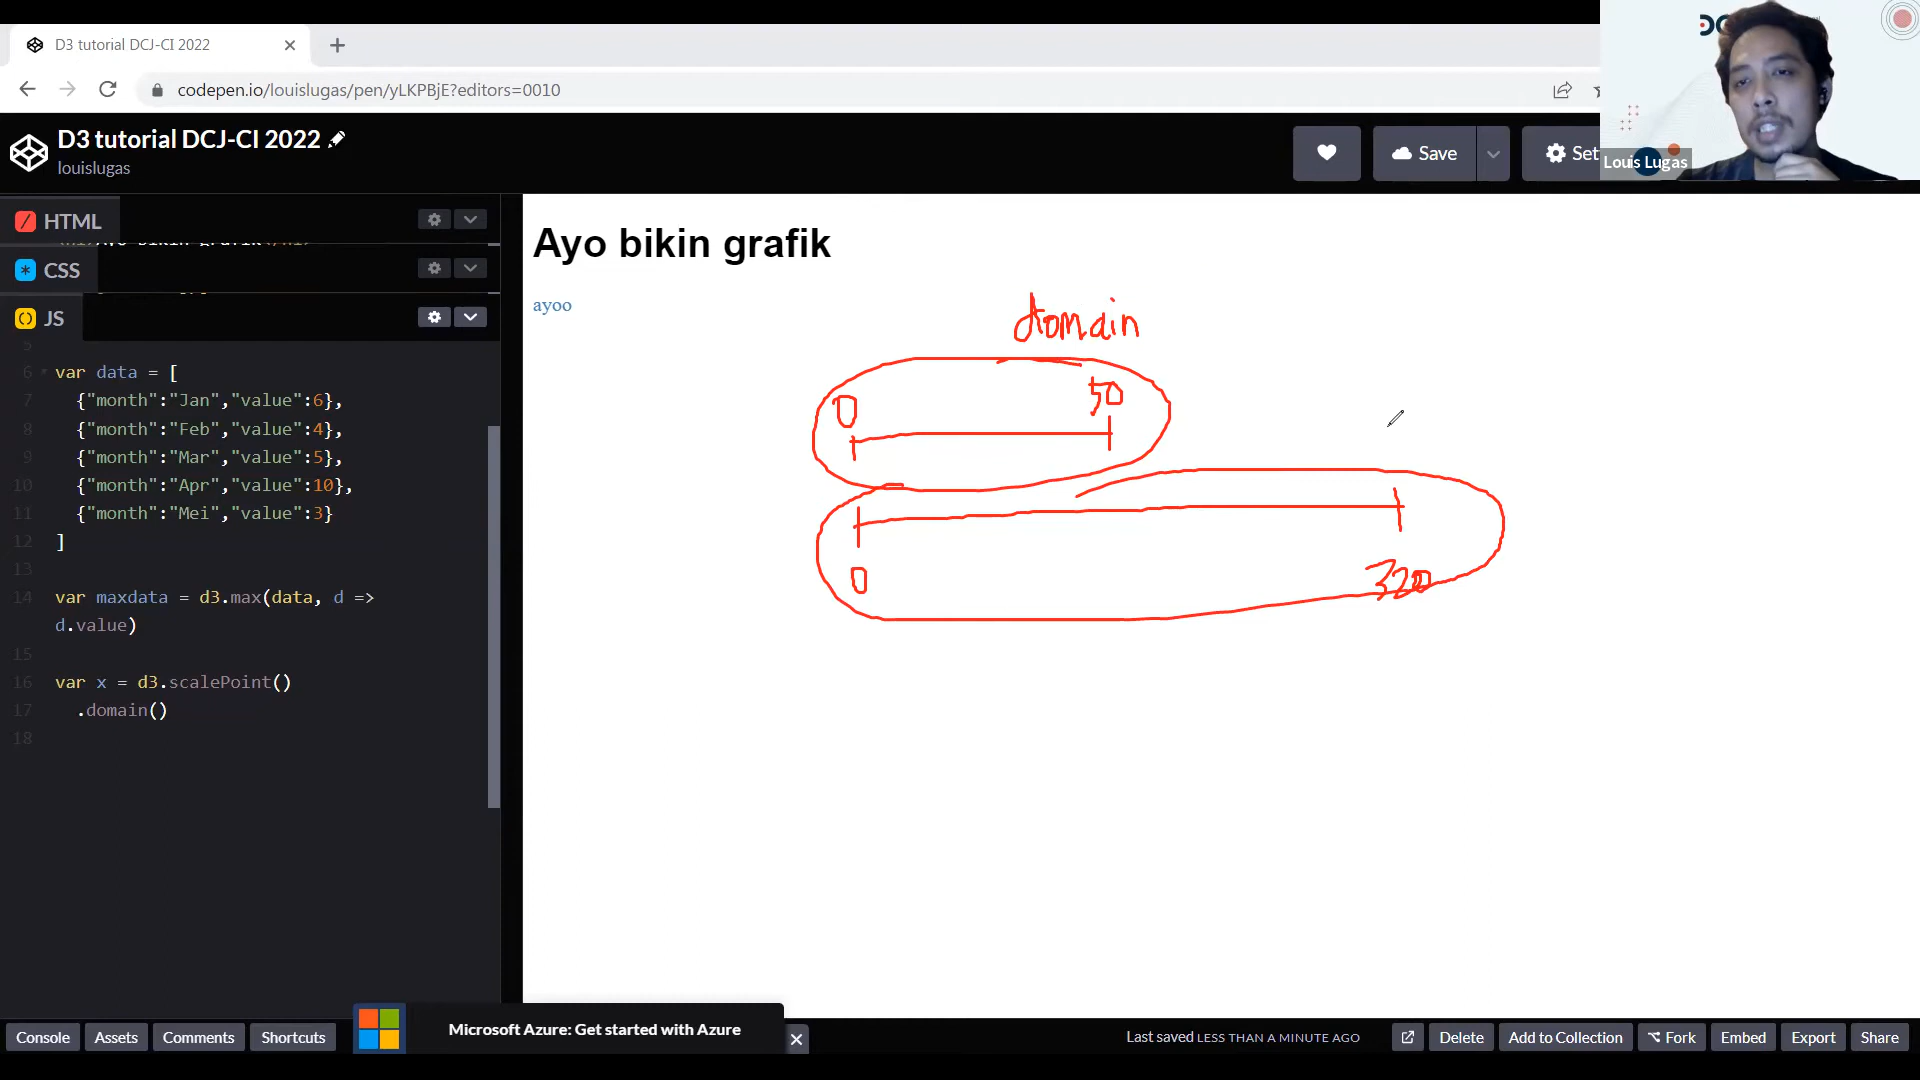 D3 tutorial DCJ-CI 2022
codepen.io/louislugas/pen/yLKPBjE?editors=0010
D3 tutorial DCJ-CI 2022
louislugas
Save
Set
Louis Lugas
HTML
CSS
JS
Ayo bikin grafik
ayoo
domain
0
50
0
320
5
6 var data = [
7 {"month":"Jan","value":6},
8 {"month":"Feb","value":4},
9 {"month":"Mar","value":5},
10 {"month":"Apr","value":10},
11 {"month":"Mei","value":3}
12 ]
13
14 var maxdata = d3.max(data, d =>
d.value)
15
16 var x = d3.scalePoint()
17 .domain()
18
Console
Assets
Comments
Shortcuts
Microsoft Azure: Get started with Azure
Last saved LESS THAN A MINUTE AGO
Delete
Add to Collection
Fork
Embed
Export
Share